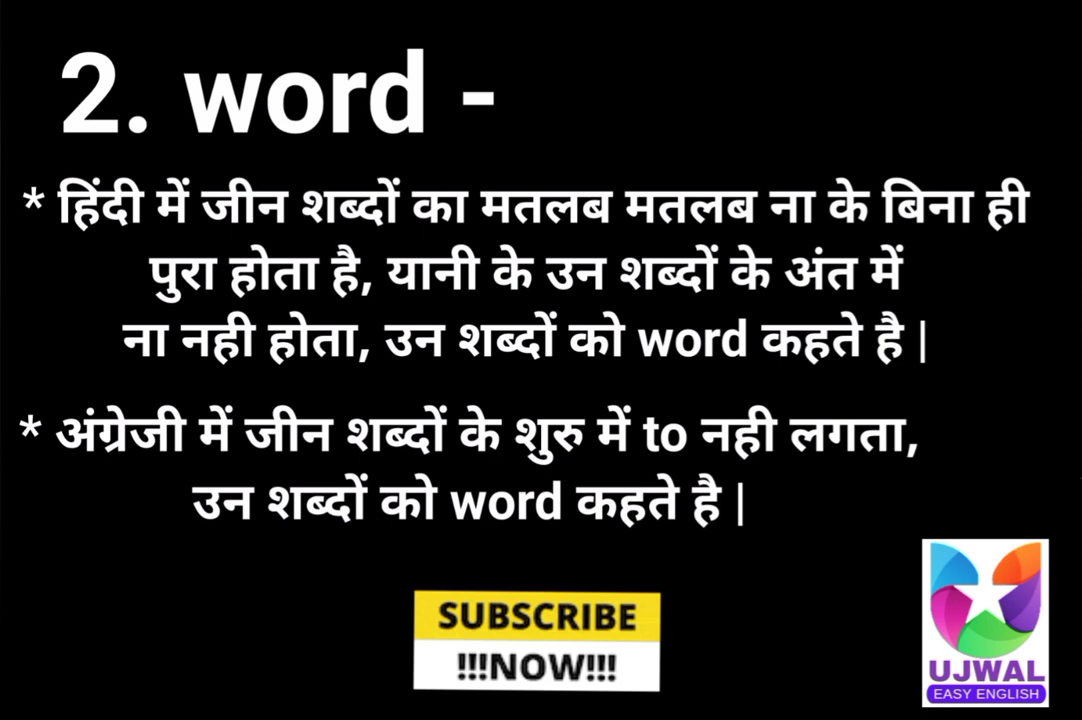 2. word -
* हिंदी में जीन शब्दों का मतलब मतलब ना के बिना ही
पुरा होता है, यानी के उन शब्दों के अंत में
ना नही होता, उन शब्दों को word कहते है |
* अंग्रेजी में जीन शब्दों के शुरु में to नही लगता,
उन शब्दों को word कहते है |
SUBSCRIBE
!!!NOW!!!
UJWAL
EASY ENGLISH